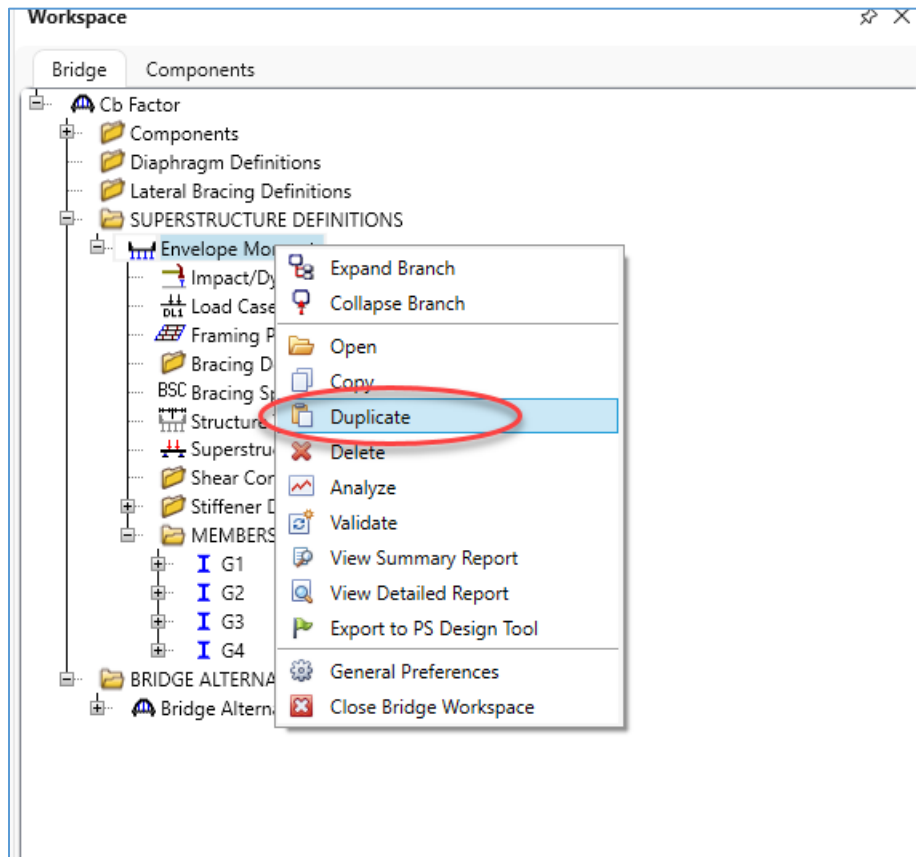 Workspace
Bridge Components
Cb Factor
Components
Diaphragm Definitions
Lateral Bracing Definitions
SUPERSTRUCTURE DEFINITIONS
Envelope
Impact/Dy
DL1 Load Case
Framing P
Bracing D
BSC Bracing Sp
Structure
Superstru
Shear Cor
Stiffener D
MEMBERS
G1
G2
G3
G4
BRIDGE ALTERNA
Bridge Altern
Expand Branch
Collapse Branch
Open
Copy
Duplicate
Delete
Analyze
Validate
View Summary Report
View Detailed Report
Export to PS Design Tool
General Preferences
Close Bridge Workspace